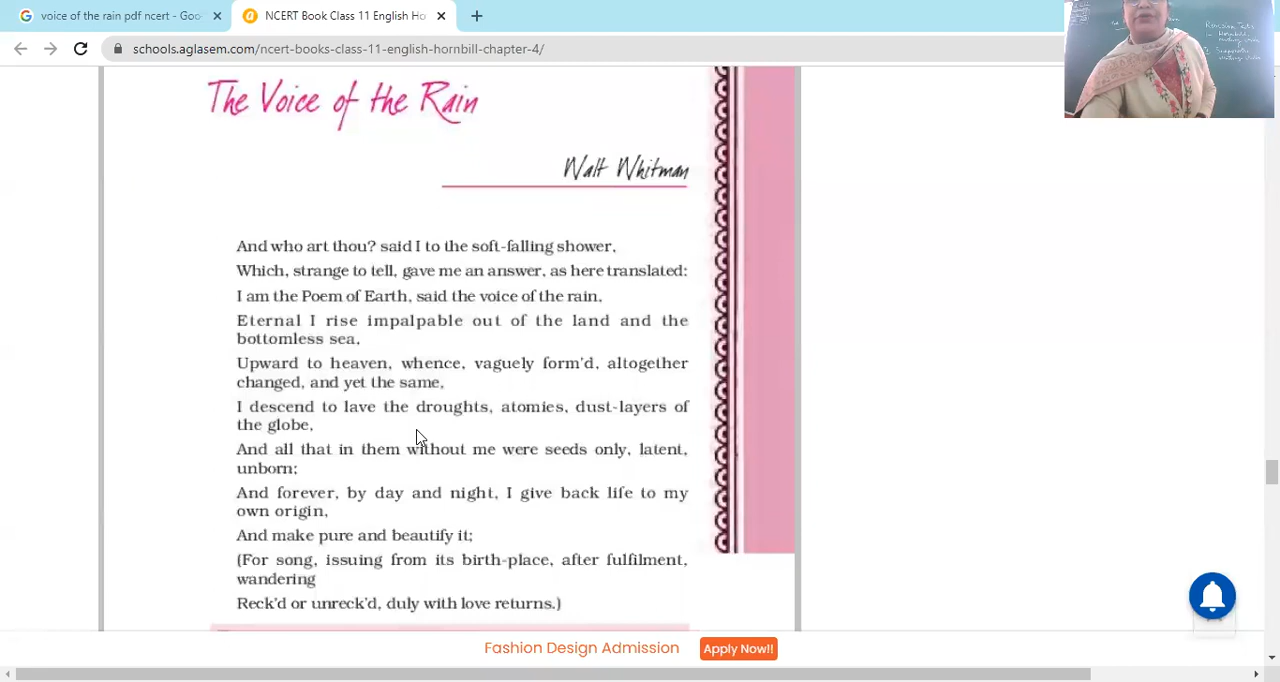 voice of the rain pdf ncert - Goo
NCERT Book Class 11 English Ho
schools.aglasem.com/ncert-books-class-11-english-hornbill-chapter-4/
Revision Tests
The Voice of the Rain
Walt Whitman
And who art thou? said I to the soft-falling shower,
Which, strange to tell, gave me an answer, as here translated:
I am the Poem of Earth, said the voice of the rain,
Eternal I rise impalpable out of the land and the
bottomless sea,
Upward to heaven, whence, vaguely form'd, altogether
changed, and yet the same,
I descend to lave the droughts, atomies, dust-layers of
the globe,
And all that in them without me were seeds only, latent,
unborn;
And forever, by day and night, I give back life to my
own origin,
And make pure and beautify it;
(For song, issuing from its birth-place, after fulfilment,
wandering
Reck'd or unreck'd, duly with love returns.)
Fashion Design Admission
Apply Now!!